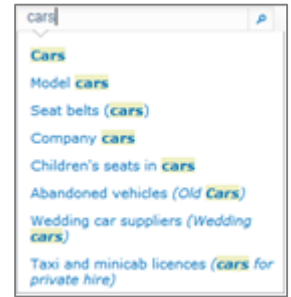 cars
Cars
Model cars
Seat belts (cars)
Company cars
Children's seats in cars
Abandoned vehicles (Old Cars)
Wedding car suppliers (Wedding
cars)
Taxi and minicab licences (cars for
private hire)